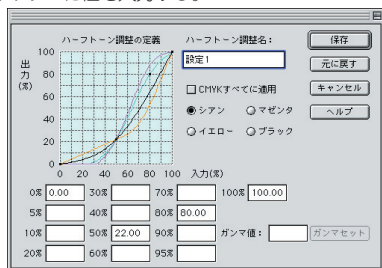 ハーフトーン調整の定義
ハーフトーン調整名：
保存
出力(%)
100
80
60
40
20
0
0 20 40 60 80 100 入力(%)
設定1
元に戻す
□ CMYKすべてに適用
キャンセル
シアン マゼンタ
ヘルプ
イエロー ブラック
0% 0.00 30% 70% 100% 100.00
5% 40% 80% 80.00
10% 50% 22.00 90% ガンマ値： ガンマセット
20% 60% 95%